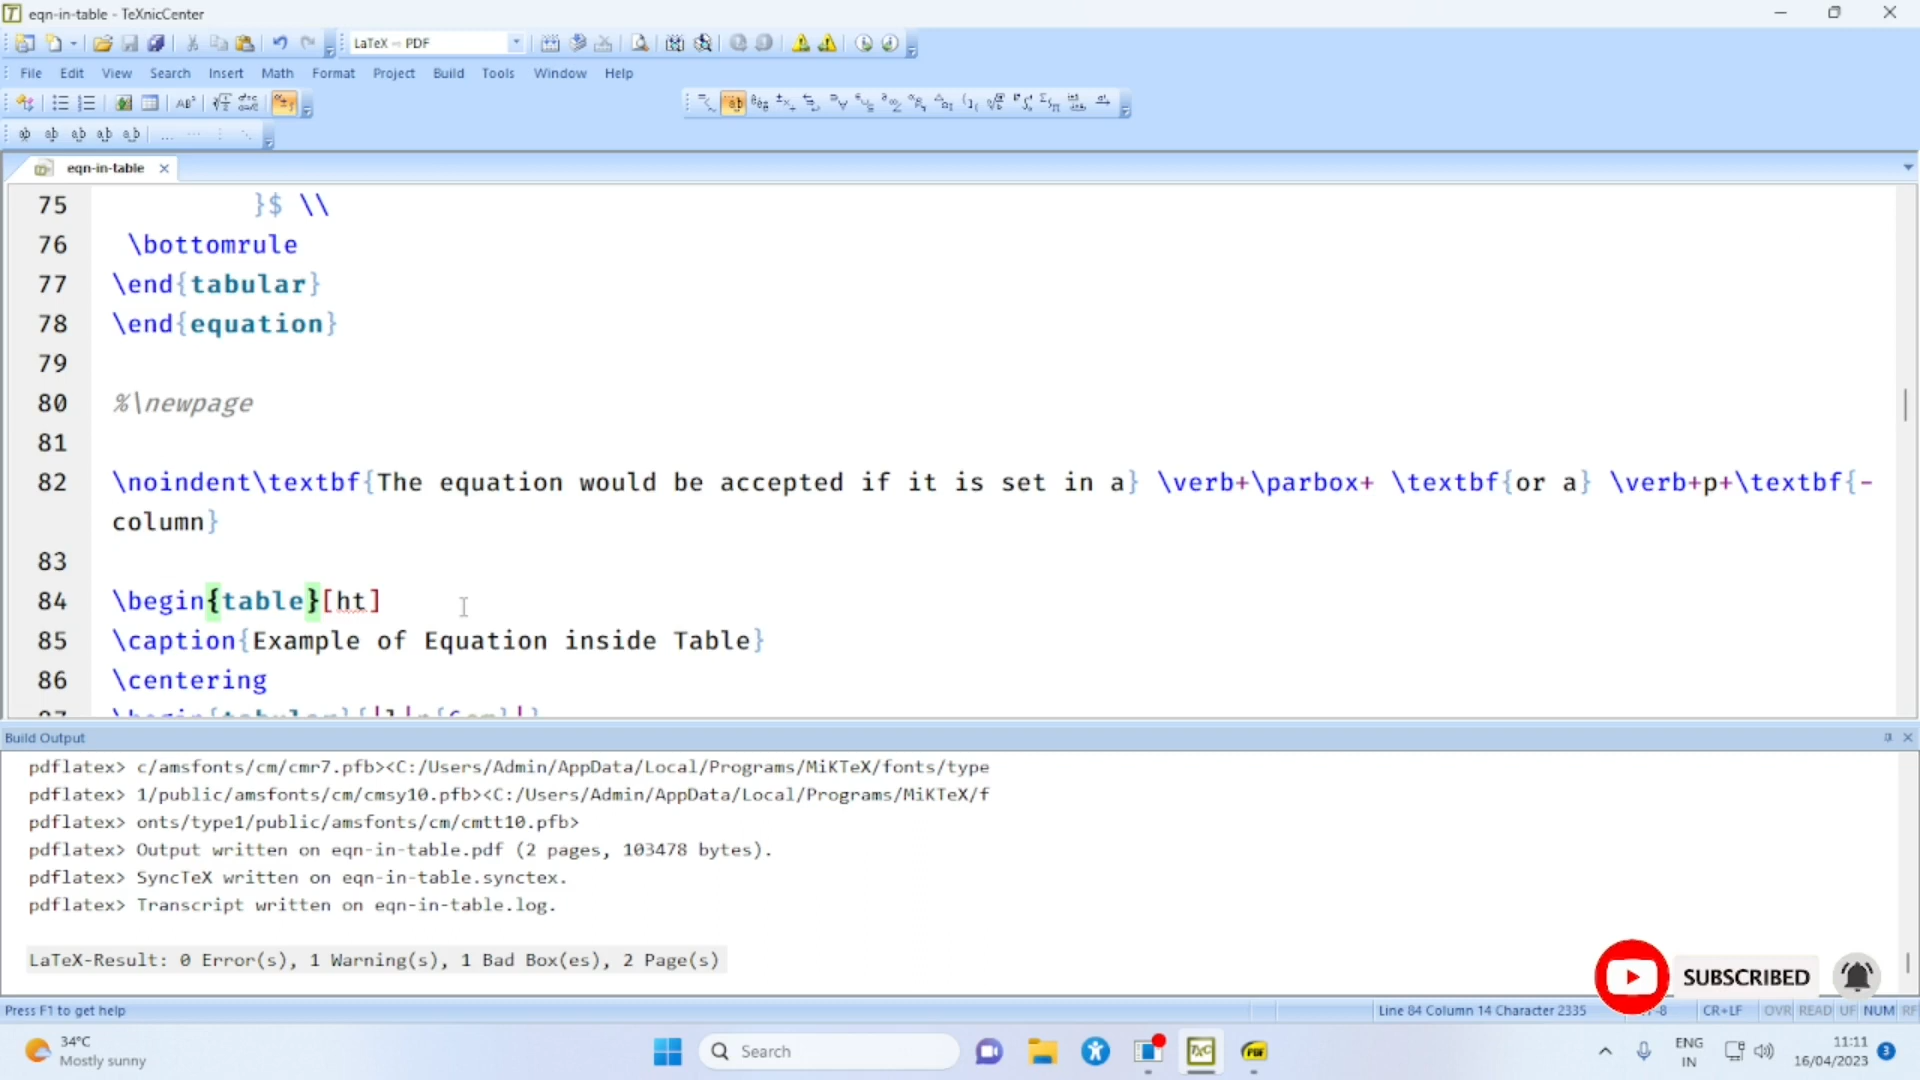 eqn-in-table - TeXnicCenter
LaTeX ⇨ PDF
File Edit View Search Insert Math Format Project Build Tools Window Help
eqn-in-table
75 }$ \\
76 \bottomrule
77 \end{tabular}
78 \end{equation}
79
80 %\newpage
81
82 \noindent\textbf{The equation would be accepted if it is set in a} \verb+\parbox+ \textbf{or a} \verb+p+\textbf{-
column}
83
84 \begin{table}[ht]
85 \caption{Example of Equation inside Table}
86 \centering
87 \begin{tabular}{|l|p{6cm}|}
Build Output
pdflatex> c/amsfonts/cm/cmr7.pfb><C:/Users/Admin/AppData/Local/Programs/MiKTeX/fonts/type
pdflatex> 1/public/amsfonts/cm/cmsy10.pfb><C:/Users/Admin/AppData/Local/Programs/MiKTeX/f
pdflatex> onts/type1/public/amsfonts/cm/cmtt10.pfb>
pdflatex> Output written on eqn-in-table.pdf (2 pages, 103478 bytes).
pdflatex> SyncTeX written on eqn-in-table.synctex.
pdflatex> Transcript written on eqn-in-table.log.
LaTeX-Result: 0 Error(s), 1 Warning(s), 1 Bad Box(es), 2 Page(s)
SUBSCRIBED
Press F1 to get help
Line 84 Column 14 Character 2335
CR+LF OVR READ UF NUM RF
34°C
Mostly sunny
Search
PDF
ENG
IN
11:11
16/04/2023
3